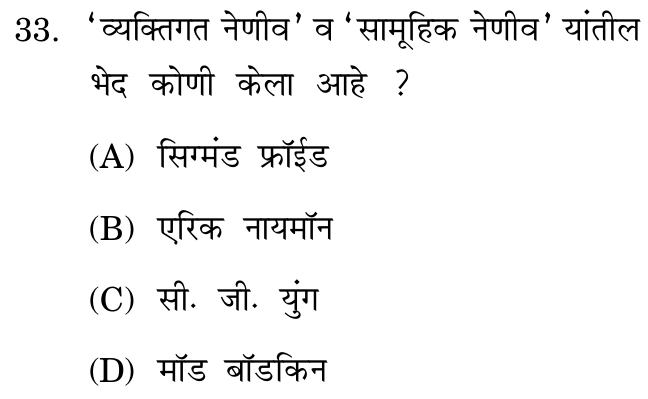 33. ‘व्यक्तिगत नेणीव’ व ‘सामूहिक नेणीव’ यांतील
भेद कोणी केला आहे ?
(A) सिग्मंड फ्रॉईड
(B) एरिक नायमॉन
(C) सी. जी. युंग
(D) मॉड बॉडकिन